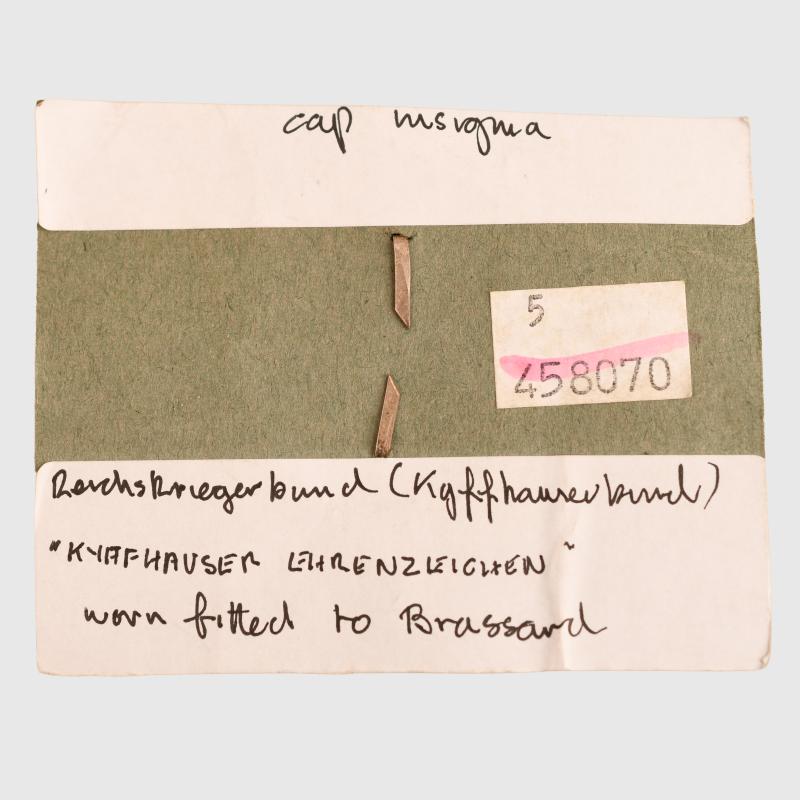 cap insignia
5
458070
Reichskriegerbund (Kyffhauserbund)
"KYFFHAUSER EHRENZEICHEN"
worn fitted to Brassard